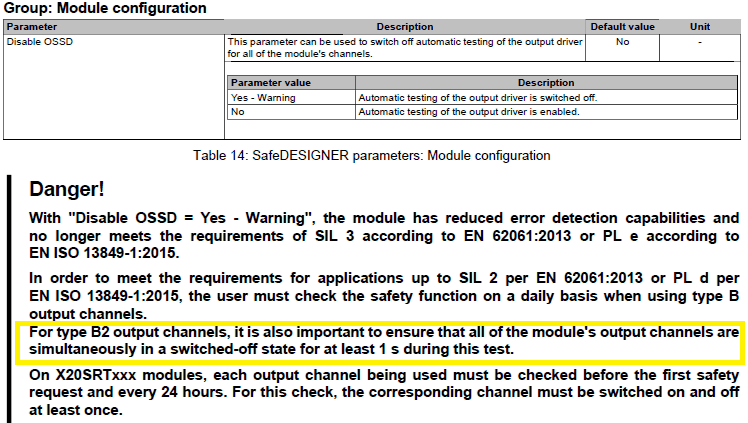 Group: Module configuration
Parameter Description Default value Unit
Disable OSSD This parameter can be used to switch off automatic testing of the output driver No -
for all of the module's channels.
Parameter value Description
Yes - Warning Automatic testing of the output driver is switched off.
No Automatic testing of the output driver is enabled.
Table 14: SafeDESIGNER parameters: Module configuration
Danger!
With "Disable OSSD = Yes - Warning", the module has reduced error detection capabilities and
no longer meets the requirements of SIL 3 according to EN 62061:2013 or PL e according to
EN ISO 13849-1:2015.
In order to meet the requirements for applications up to SIL 2 per EN 62061:2013 or PL d per
EN ISO 13849-1:2015, the user must check the safety function on a daily basis when using type B
output channels.
For type B2 output channels, it is also important to ensure that all of the module's output channels are
simultaneously in a switched-off state for at least 1 s during this test.
On X20SRTxxx modules, each output channel being used must be checked before the first safety
request and every 24 hours. For this check, the corresponding channel must be switched on and off
at least once.